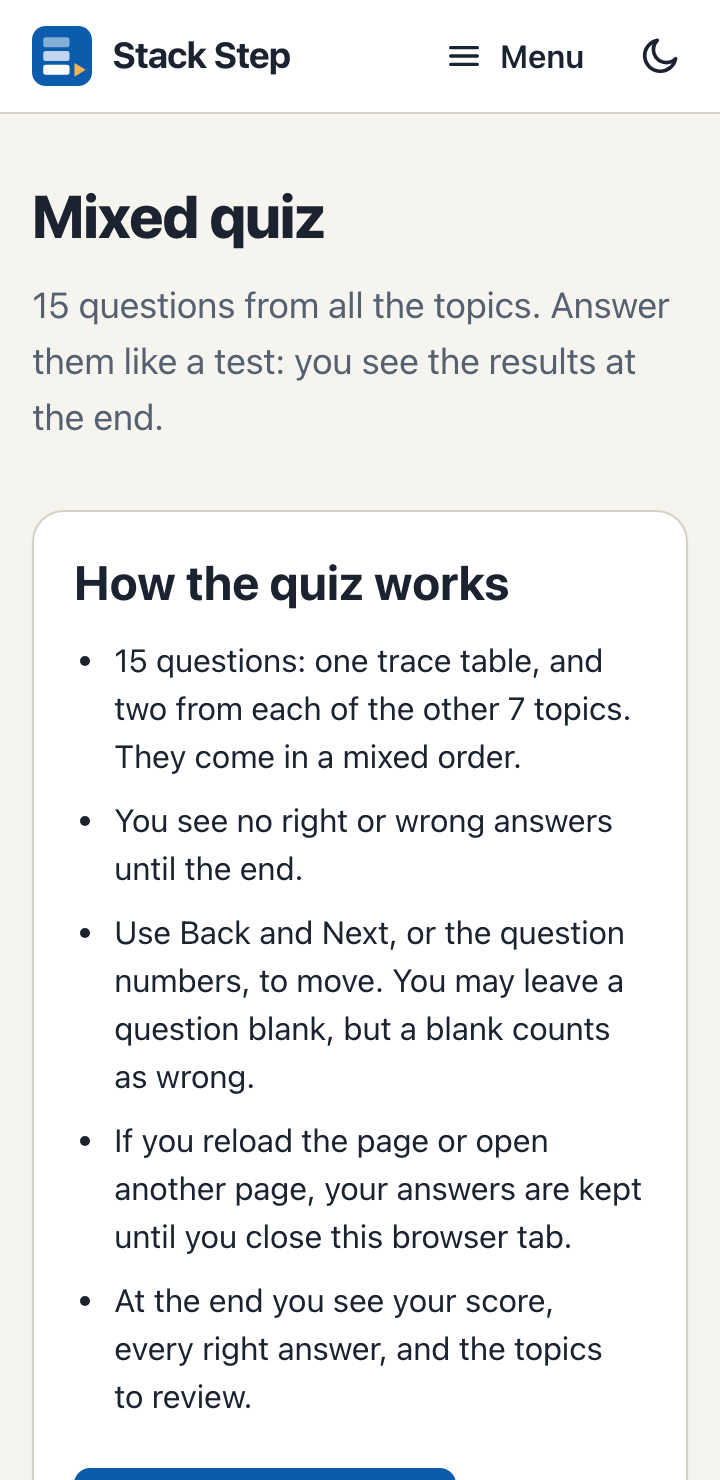 Stack Step
Menu
Mixed quiz
15 questions from all the topics. Answer
them like a test: you see the results at
the end.
How the quiz works
• 15 questions: one trace table, and
two from each of the other 7 topics.
They come in a mixed order.
• You see no right or wrong answers
until the end.
• Use Back and Next, or the question
numbers, to move. You may leave a
question blank, but a blank counts
as wrong.
• If you reload the page or open
another page, your answers are kept
until you close this browser tab.
• At the end you see your score,
every right answer, and the topics
to review.